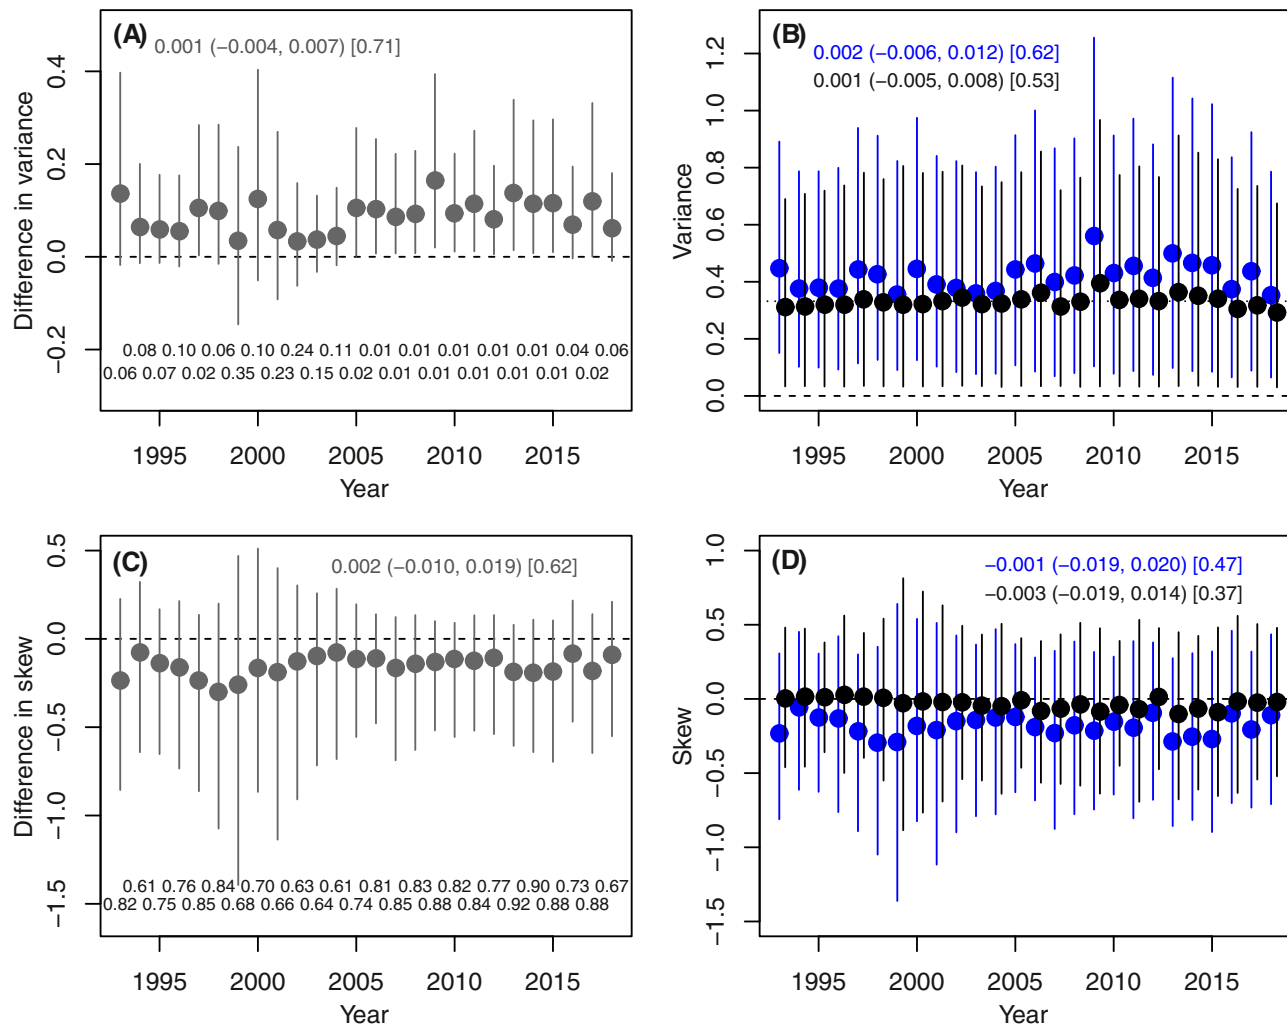 (A)
0.001 (−0.004, 0.007) [0.71]
Difference in variance
0.4
0.2
0.0
−0.2
0.08 0.10 0.06 0.10 0.24 0.11 0.01 0.01 0.01 0.01 0.01 0.04 0.06
0.06 0.07 0.02 0.35 0.23 0.15 0.02 0.01 0.01 0.01 0.01 0.01 0.02
1995 2000 2005 2010 2015
Year
(B)
0.002 (−0.006, 0.012) [0.62]
0.001 (−0.005, 0.008) [0.53]
Variance
1.2
1.0
0.8
0.6
0.4
0.2
0.0
1995 2000 2005 2010 2015
Year
(C)
0.002 (−0.010, 0.019) [0.62]
Difference in skew
0.5
0.0
−0.5
−1.0
−1.5
0.61 0.76 0.84 0.70 0.63 0.61 0.81 0.83 0.82 0.77 0.90 0.73 0.67
0.82 0.75 0.85 0.68 0.66 0.64 0.74 0.85 0.88 0.84 0.92 0.88 0.88
1995 2000 2005 2010 2015
Year
(D)
−0.001 (−0.019, 0.020) [0.47]
−0.003 (−0.019, 0.014) [0.37]
Skew
1.0
0.5
0.0
−0.5
−1.0
−1.5
1995 2000 2005 2010 2015
Year